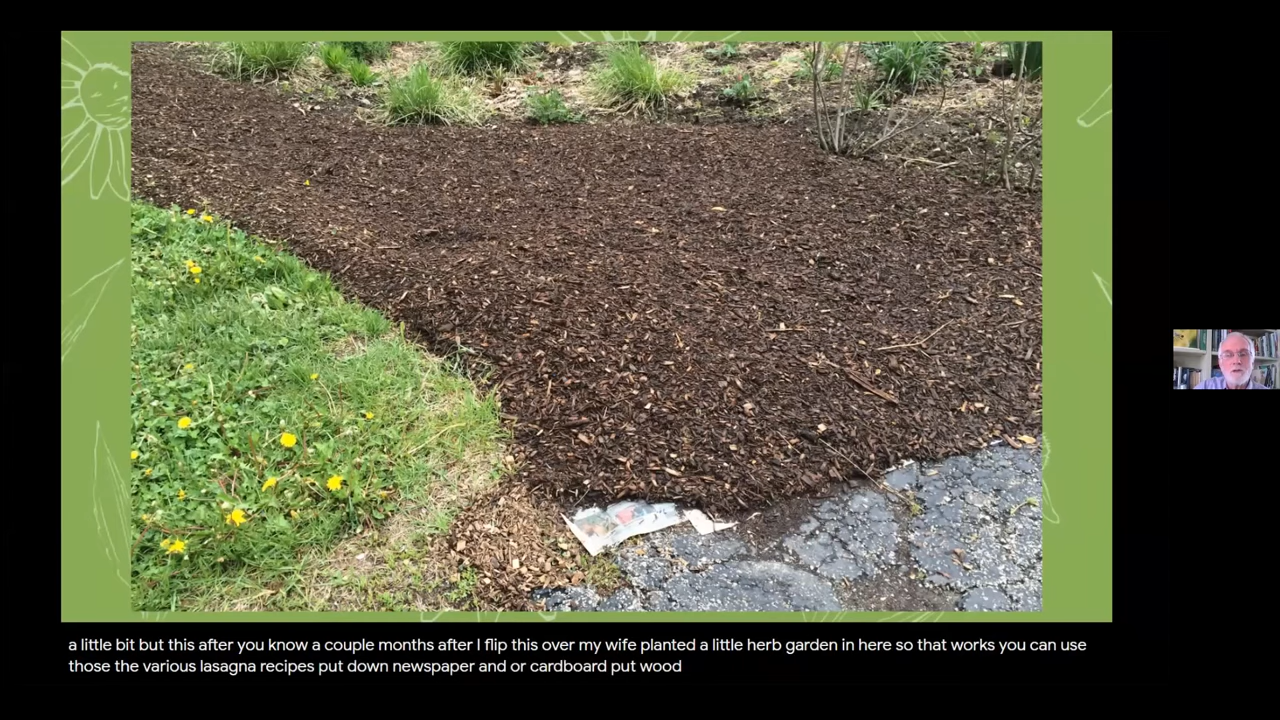 a little bit but this after you know a couple months after I flip this over my wife planted a little herb garden in here so that works you can use
those the various lasagna recipes put down newspaper and or cardboard put wood